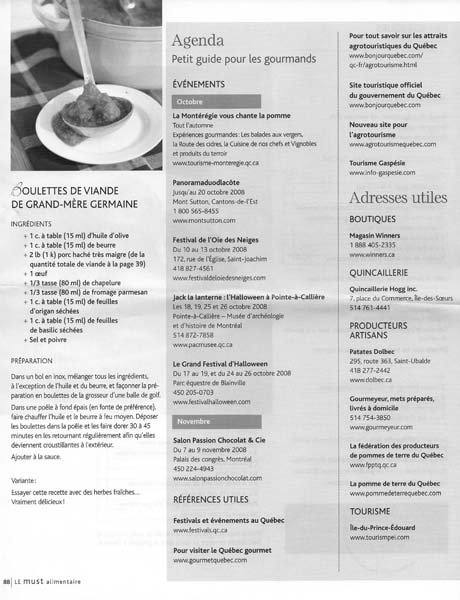 BOULETTES DE VIANDE
DE GRAND-MÈRE GERMAINE
INGRÉDIENTS
+ 1 c. à table (15 ml) d'huile d'olive
+ 1 c. à table (15 ml) de beurre
+ 2 lb (1 k) porc haché très maigre (de la
quantité totale de viande à la page 39)
+ 1 œuf
+ 1/3 tasse (80 ml) de chapelure
+ 1/3 tasse (80 ml) de fromage parmesan
+ 1 c. à table (15 ml) de feuilles
d'origan séchées
+ 1 c. à table (15 ml) de feuilles
de basilic séchées
+ Sel et poivre
PRÉPARATION
Dans un bol en inox, mélanger tous les ingrédients,
à l'exception de l'huile et du beurre, et façonner la pré-
paration en boulettes de la grosseur d'une balle de golf.
Dans une poêle à fond épais (en fonte de préférence),
faire chauffer l'huile et le beurre à feu moyen. Déposer
les boulettes dans la poêle et les faire dorer 30 à 45
minutes en les retournant régulièrement afin qu'elles
deviennent croustillantes à l'extérieur.
Ajouter à la sauce.
Variante :
Essayer cette recette avec des herbes fraîches...
Vraiment délicieux !
88 | LE must alimentaire
Agenda
Petit guide pour les gourmands
ÉVÉNEMENTS
Octobre
La Montérégie vous chante la pomme
Tout l'automne
Expériences gourmandes: Les balades aux vergers,
la Route des cidres, la Cuisine de nos chefs et Vignobles
et produits du terroir
www.tourisme-monteregie.qc.ca
Panoramaduodlacôte
Jusqu'au 20 octobre 2008
Mont Sutton, Cantons-de-l'Est
1 800 565-8455
www.montsutton.com
Festival de l'Oie des Neiges
Du 10 au 13 octobre 2008
172, rue de l'Église, Saint-Joachim
418 827-4561
www.festivaldeloiedesneiges.com
Jack la lanterne : l'Halloween à Pointe-à-Callière
Les 18, 19, 25 et 26 octobre 2008
Pointe-à-Callière – Musée d'archéologie
et d'histoire de Montréal
514 872-7858
www.pacmusee.qc.ca
Le Grand Festival d'Halloween
Du 17 au 19, et du 24 au 26 octobre 2008
Parc équestre de Blainville
450 205-0703
www.festivalhalloween.com
Novembre
Salon Passion Chocolat & Cie
Du 7 au 9 novembre 2008
Palais des congrès, Montréal
450 224-4943
www.salonpassionchocolat.com
RÉFÉRENCES UTILES
Festivals et événements au Québec
www.festivals.qc.ca
Pour visiter le Québec gourmet
www.gourmetquebec.com
Pour tout savoir sur les attraits
agrotouristiques du Québec
www.bonjourquebec.com/
qc-fr/agrotourisme.html
Site touristique officiel
du gouvernement du Québec
www.bonjourquebec.com
Nouveau site pour
l'agrotourisme
www.agrotourismequebec.com
Tourisme Gaspésie
www.info-gaspesie.com
Adresses utiles
BOUTIQUES
Magasin Winners
1 888 405-2335
www.winners.ca
QUINCAILLERIE
Quincaillerie Hogg inc.
7, place du Commerce, Île-des-Sœurs
514 761-4441
PRODUCTEURS
ARTISANS
Patates Dolbec
295, route 363, Saint-Ubalde
418 277-2442
www.dolbec.ca
Gourmeyeur, mets préparés,
livrés à domicile
514 754-3850
www.gourmeyeur.com
La fédération des producteurs
de pommes de terre du Québec
www.fpptq.qc.ca
La pomme de terre du Québec
www.pommedeterrequebec.com
TOURISME
Île-du-Prince-Édouard
www.tourismpei.com